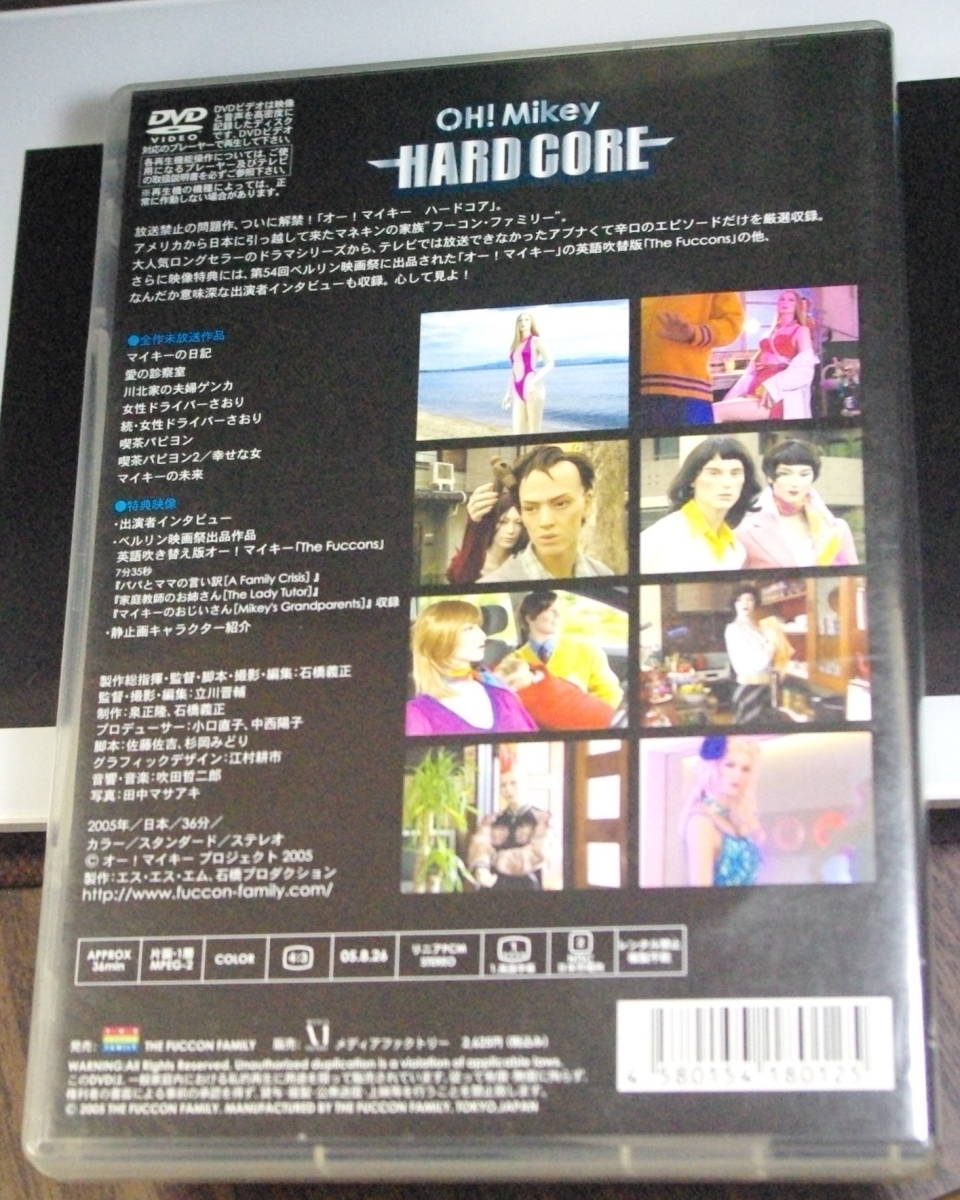 DVD
VIDEO
DVDビデオは映像
と音声を高密度に
記録したディスク
です。DVDビデオ
対応のプレーヤーで再生して下さい。
各再生機能操作については、ご使
用になるプレーヤー及びテレビ
の取扱説明書を必ずご参照下さい。
※再生機の機種によっては、正
常に作動しない場合があります。
OH! Mikey
HARD CORE
放送禁止の問題作、ついに解禁！「オー！マイキー ハードコア」。
アメリカから日本に引っ越して来たマネキンの家族“フーコン・ファミリー”。
大人気ロングセラーのドラマシリーズから、テレビでは放送できなかったアブナくて辛口のエピソードだけを厳選収録。
さらに映像特典には、第54回ベルリン映画祭に出品された「オー！マイキー」の英語吹替版「The Fuccons」の他、
なんだか意味深な出演者インタビューも収録。心して見よ！
●全作未放送作品
マイキーの日記
愛の診察室
川北家の夫婦ゲンカ
女性ドライバーさおり
続・女性ドライバーさおり
喫茶パピヨン
喫茶パピヨン2／幸せな女
マイキーの未来
●特典映像
・出演者インタビュー
・ベルリン映画祭出品作品
英語吹き替え版オー！マイキー「The Fuccons」
7分35秒
『パパとママの言い訳[A Family Crisis]』
『家庭教師のお姉さん[The Lady Tutor]』
『マイキーのおじいさん[Mikey's Grandparents]』収録
・静止画キャラクター紹介
製作総指揮・監督・脚本・撮影・編集：石橋義正
監督・撮影・編集：立川晋輔
制作：泉正隆、石橋義正
プロデューサー：小口直子、中西陽子
脚本：佐藤佐吉、杉岡みどり
グラフィックデザイン：江村耕市
音響・音楽：吹田哲二郎
写真：田中マサアキ
2005年／日本／36分／
カラー／スタンダード／ステレオ
© オー！マイキー プロジェクト 2005
製作：エス・エス・エム、石橋プロダクション
http://www.fuccon-family.com/
APPROX
36min
片面・1層
MPEG-2
COLOR
4:3
05.8.26
リニアPCM
STEREO
レンタル禁止
複製不能
発売： THE FUCCON FAMILY 販売： メディアファクトリー
WARNING:All Rights Reserved. Unauthorized duplication is a violation of applicable laws.
© 2005 THE FUCCON FAMILY. MANUFACTURED BY THE FUCCON FAMILY. TOKYO,JAPAN
4 580154 180125